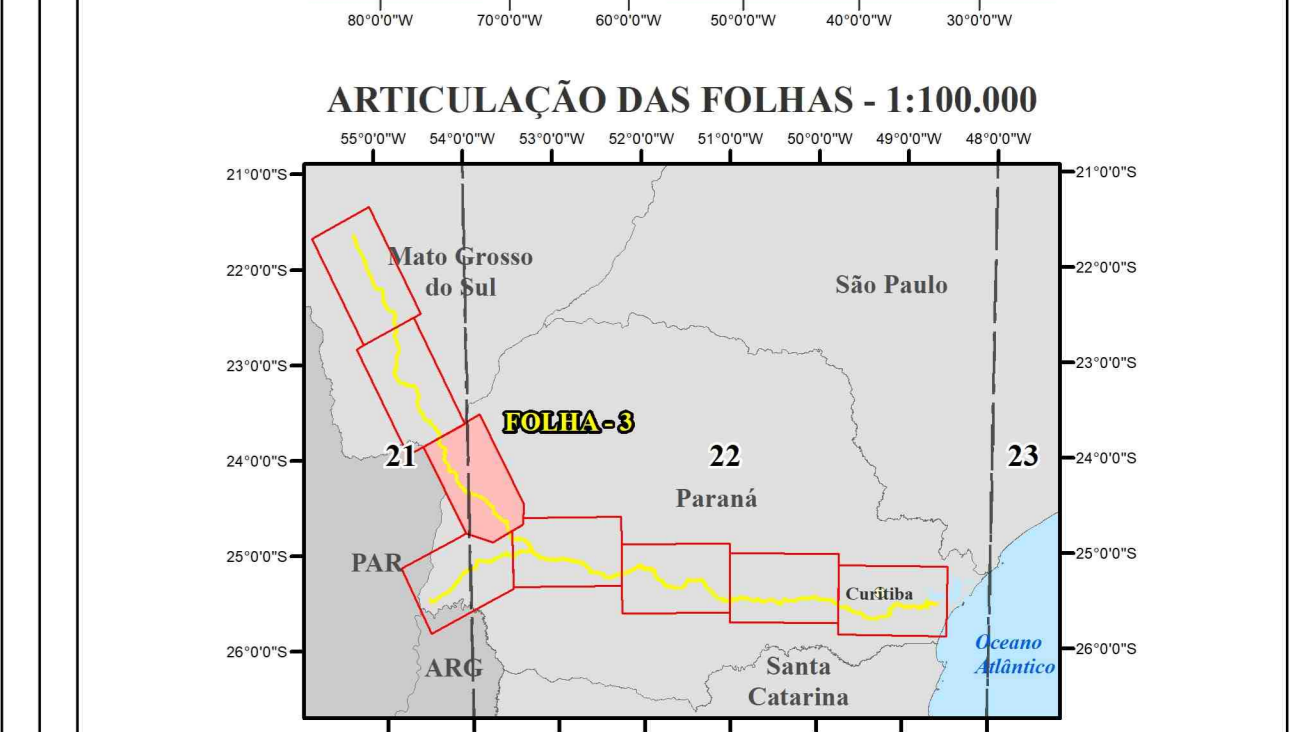 80°0'0"W 70°0'0"W 60°0'0"W 50°0'0"W 40°0'0"W 30°0'0"W
ARTICULAÇÃO DAS FOLHAS - 1:100.000
55°0'0"W 54°0'0"W 53°0'0"W 52°0'0"W 51°0'0"W 50°0'0"W 49°0'0"W 48°0'0"W
21°0'0"S 21°0'0"S
Mato Grosso
do Sul
22°0'0"S 22°0'0"S
São Paulo
23°0'0"S 23°0'0"S
FOLHA - 3
21 22 23
24°0'0"S 24°0'0"S
Paraná
25°0'0"S 25°0'0"S
PAR
Curitiba
26°0'0"S 26°0'0"S
Oceano
Atlântico
ARG
Santa
Catarina